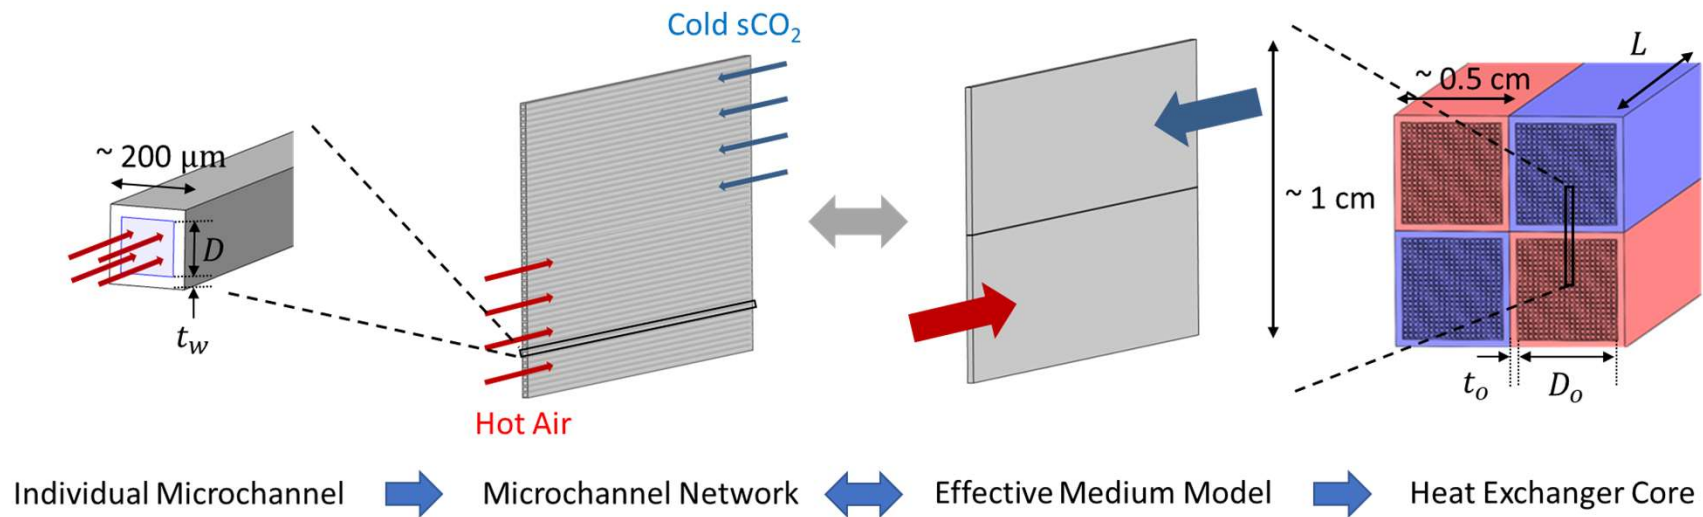 ~ 200 μm
D
t_w
Cold sCO₂
Hot Air
~ 1 cm
~ 0.5 cm
L
t_o
D_o
Individual Microchannel
Microchannel Network
Effective Medium Model
Heat Exchanger Core